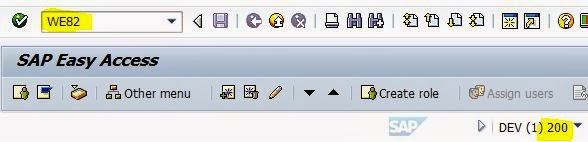 WE82
SAP Easy Access
Other menu Create role Assign users
SAP DEV (1) 200